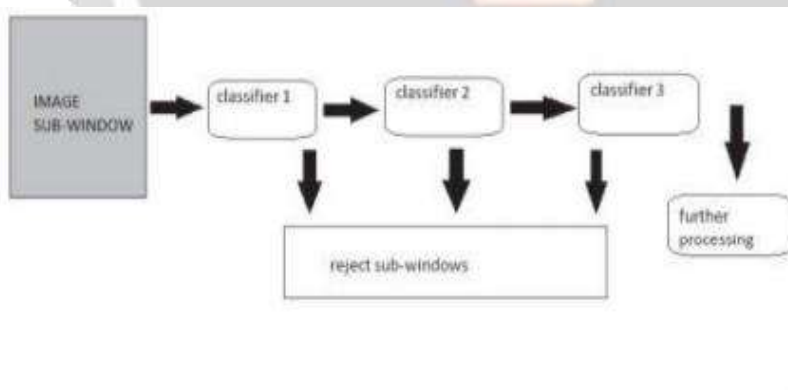 IMAGE
SUB-WINDOW
classifier 1
classifier 2
classifier 3
further
processing
reject sub-windows